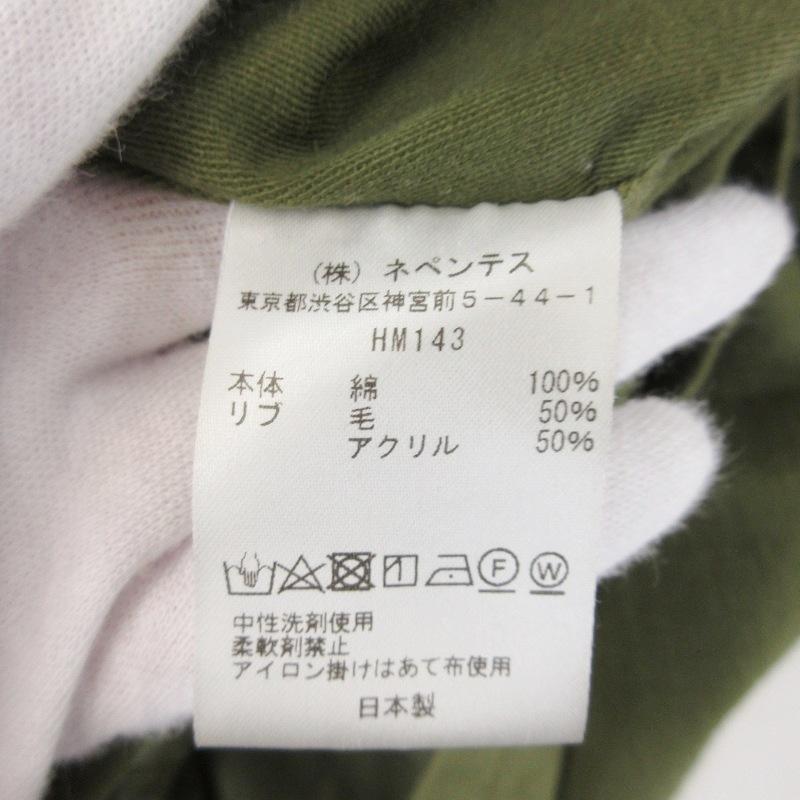 （株）ネペンテス
東京都渋谷区神宮前5－44－1
HM143
本体 綿 100%
リブ 毛 50%
アクリル 50%
F W
中性洗剤使用
柔軟剤禁止
アイロン掛けはあて布使用
日本製